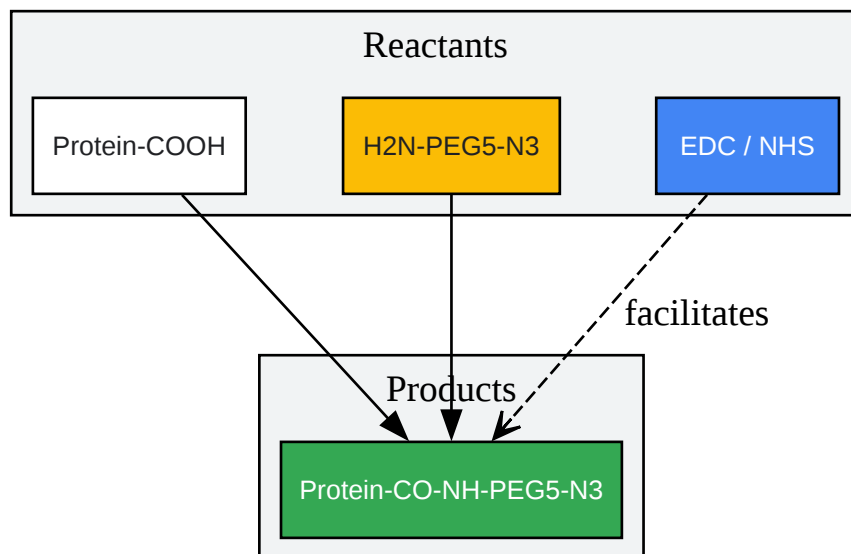 Reactants
Protein-COOH
H2N-PEG5-N3
EDC / NHS
facilitates
Products
Protein-CO-NH-PEG5-N3